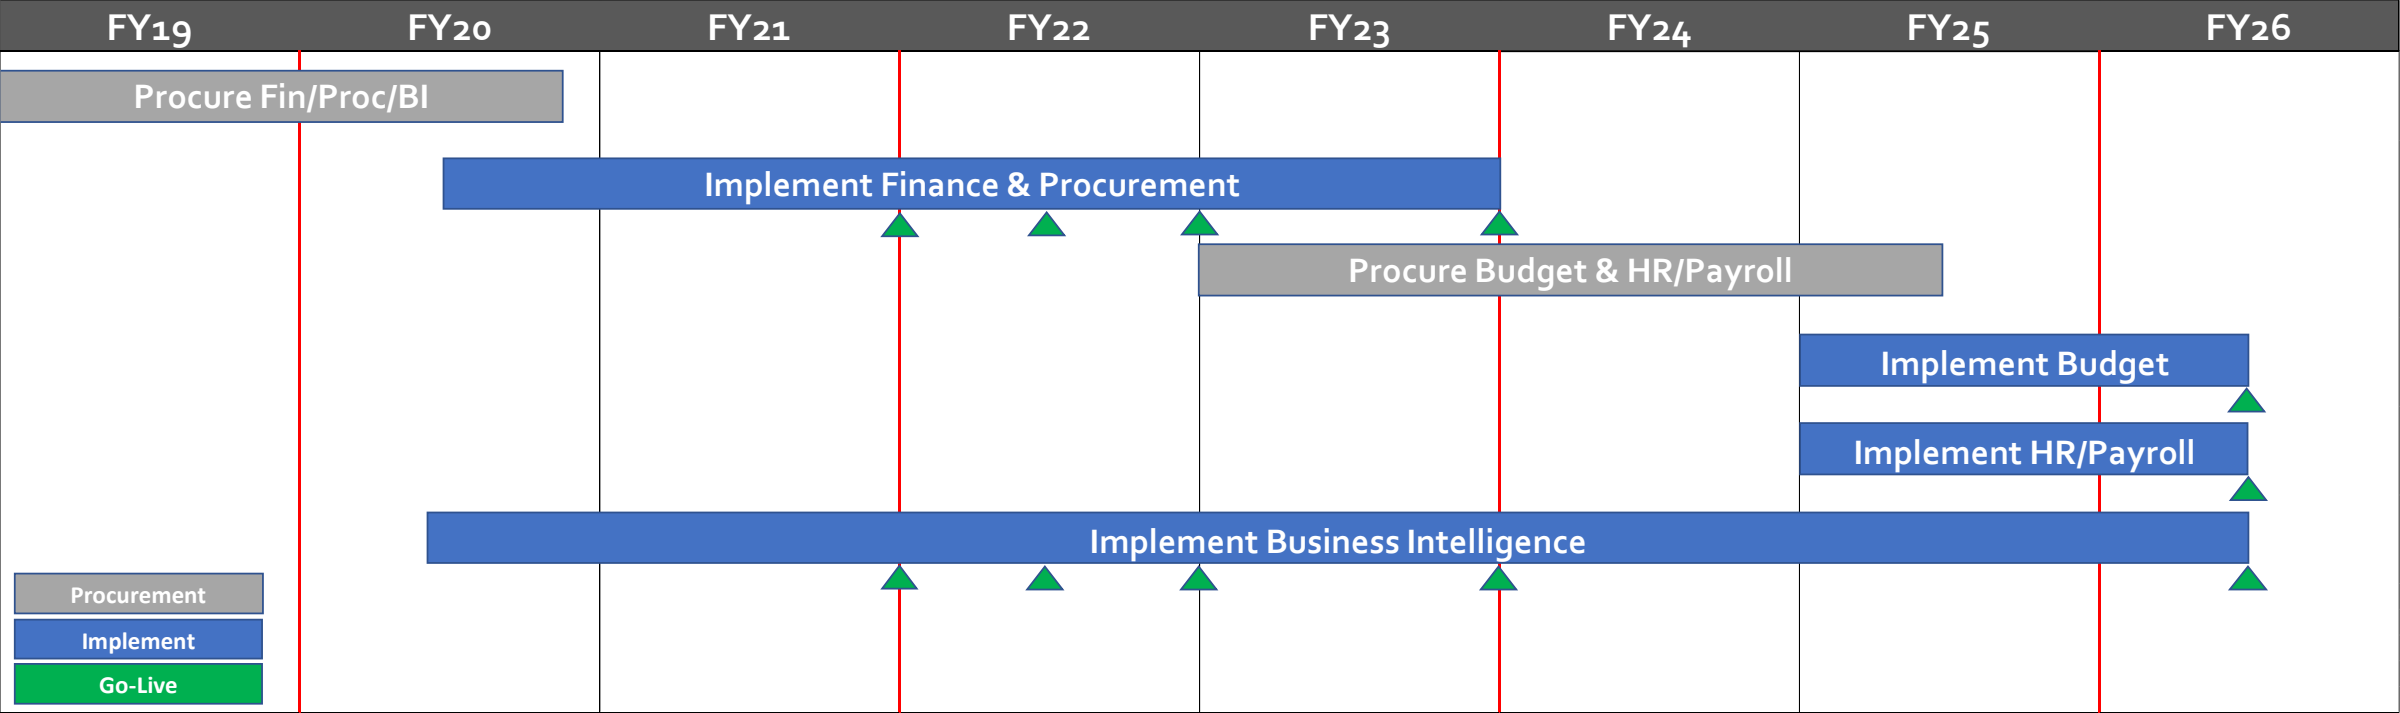 FY19 FY20 FY21 FY22 FY23 FY24 FY25 FY26
Procure Fin/Proc/BI
Implement Finance & Procurement
Procure Budget & HR/Payroll
Implement Budget
Implement HR/Payroll
Implement Business Intelligence
Procurement
Implement
Go-Live